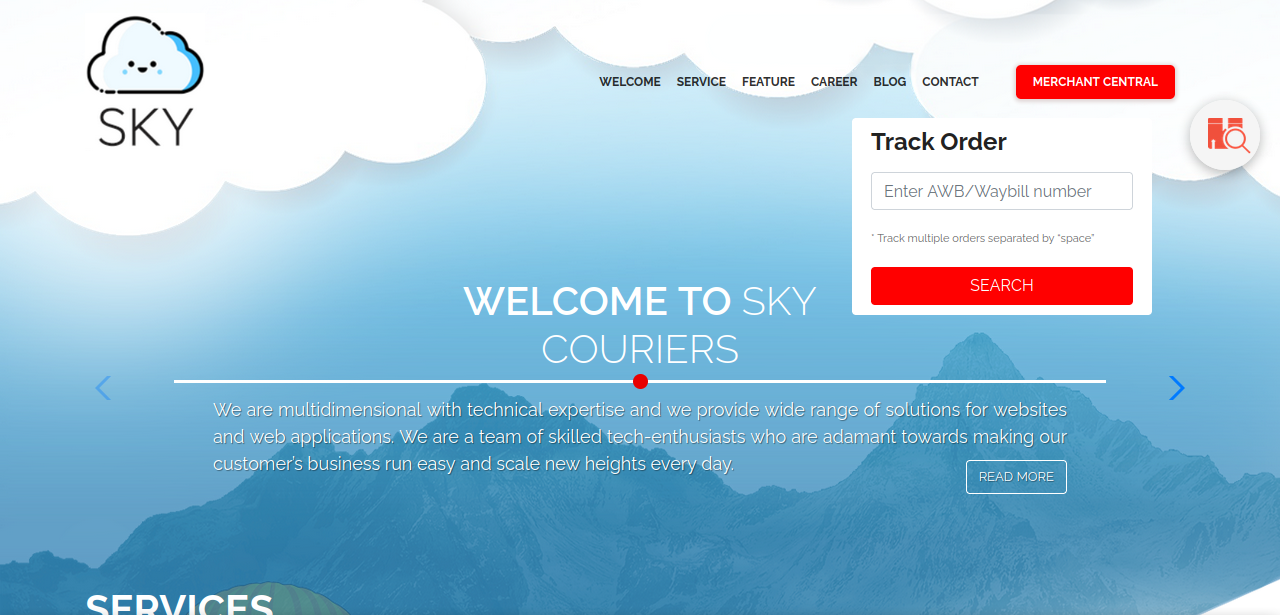 SKY
WELCOME SERVICE FEATURE CAREER BLOG CONTACT MERCHANT CENTRAL
Track Order
Enter AWB/Waybill number
* Track multiple orders separated by "space"
SEARCH
WELCOME TO SKY
COURIERS
We are multidimensional with technical expertise and we provide wide range of solutions for websites
and web applications. We are a team of skilled tech-enthusiasts who are adamant towards making our
customer's business run easy and scale new heights every day.
READ MORE
SERVICES